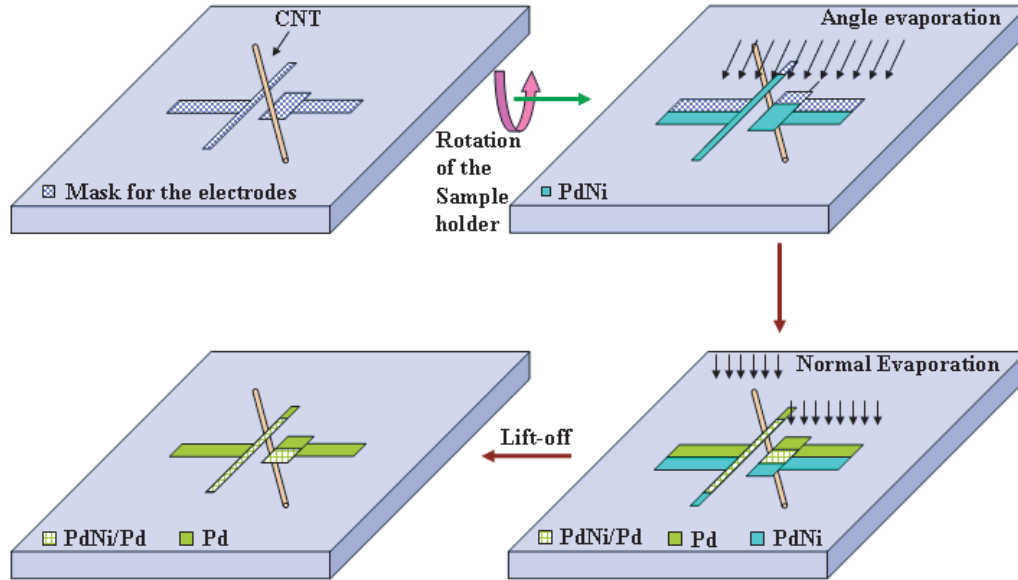 CNT
Mask for the electrodes
Rotation
of the
Sample
holder
Angle evaporation
PdNi
Normal Evaporation
PdNi/Pd Pd PdNi
Lift-off
PdNi/Pd Pd